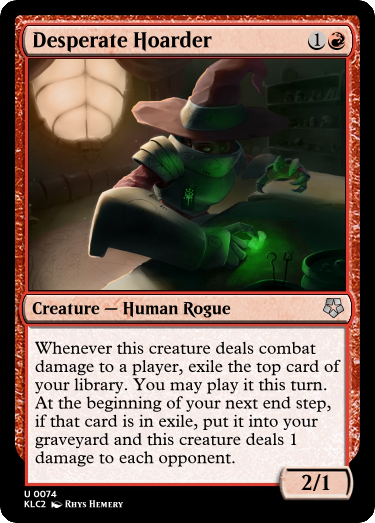 Desperate Hoarder 1
Creature — Human Rogue
Whenever this creature deals combat
damage to a player, exile the top card of
your library. You may play it this turn.
At the beginning of your next end step,
if that card is in exile, put it into your
graveyard and this creature deals 1
damage to each opponent.
2/1
U 0074
KLC2 Rhys Hemery